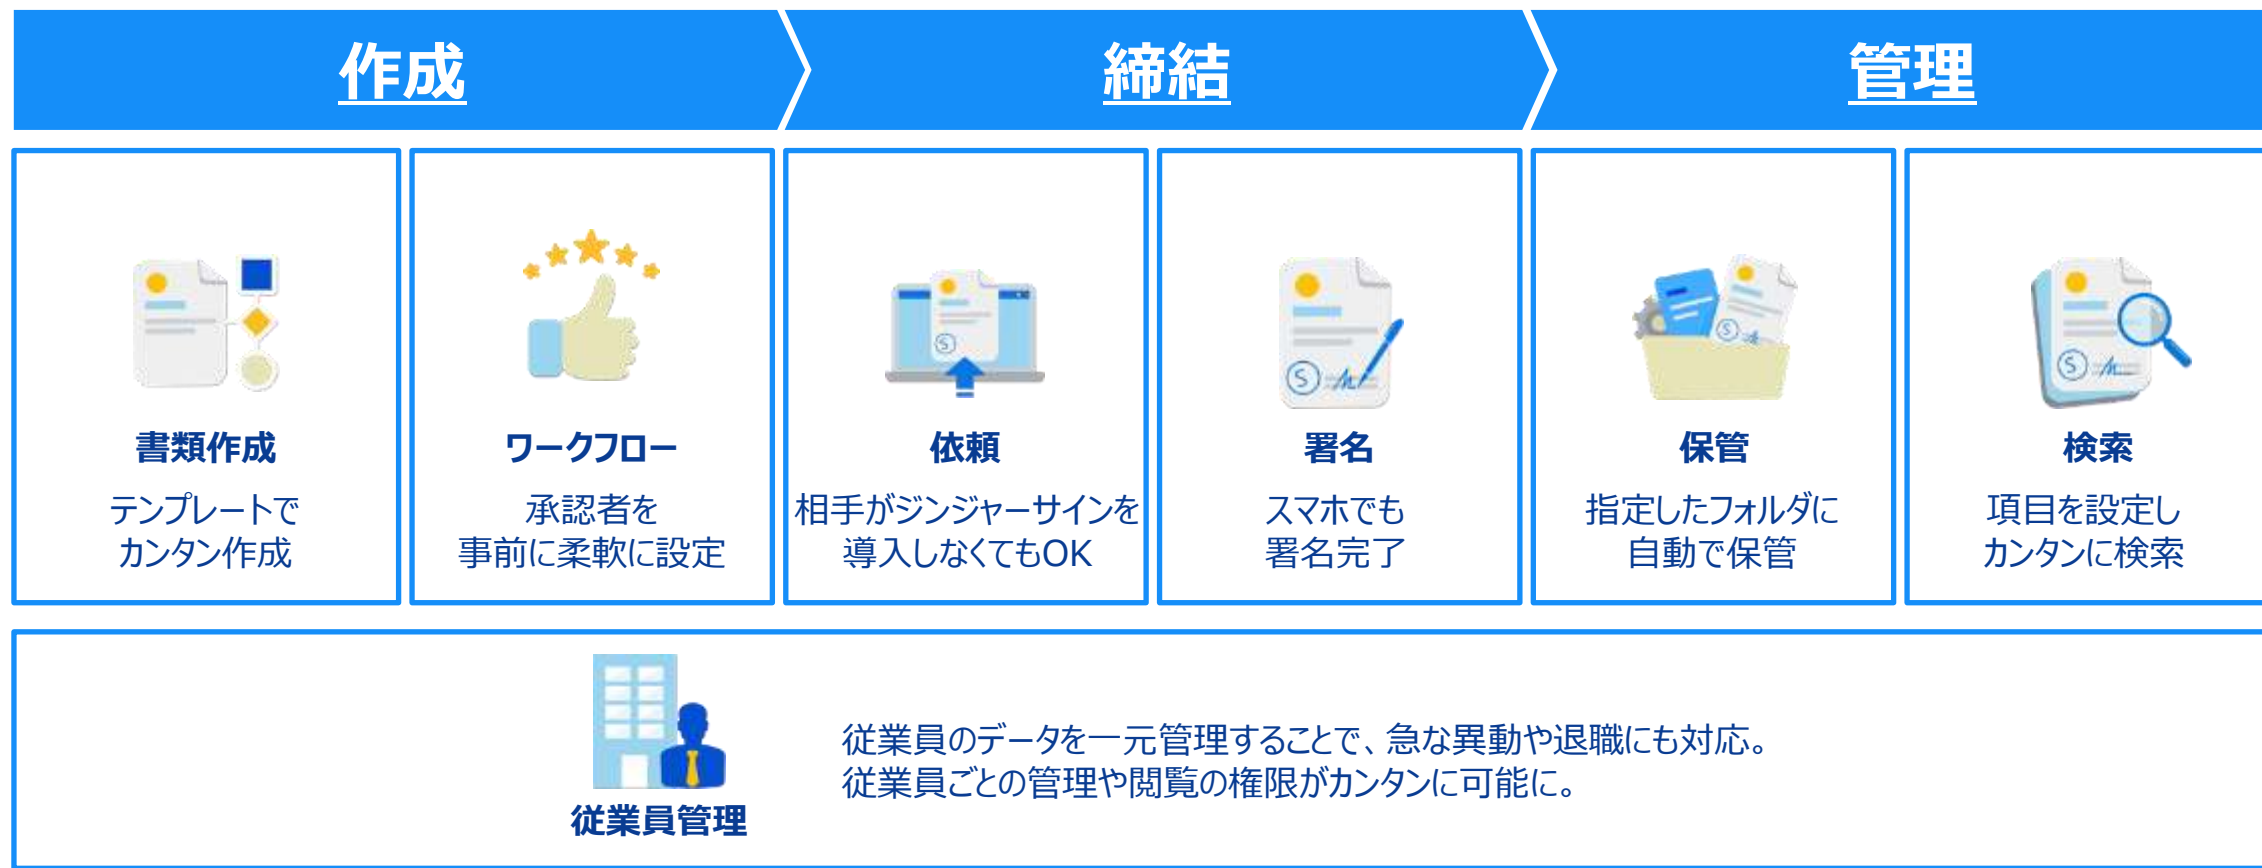 作成
締結
管理
書類作成
テンプレートで
カンタン作成
ワークフロー
承認者を
事前に柔軟に設定
依頼
相手がジンジャーサインを
導入しなくてもOK
署名
スマホでも
署名完了
保管
指定したフォルダに
自動で保管
検索
項目を設定し
カンタンに検索
従業員管理
従業員のデータを一元管理することで、急な異動や退職にも対応。
従業員ごとの管理や閲覧の権限がカンタンに可能に。